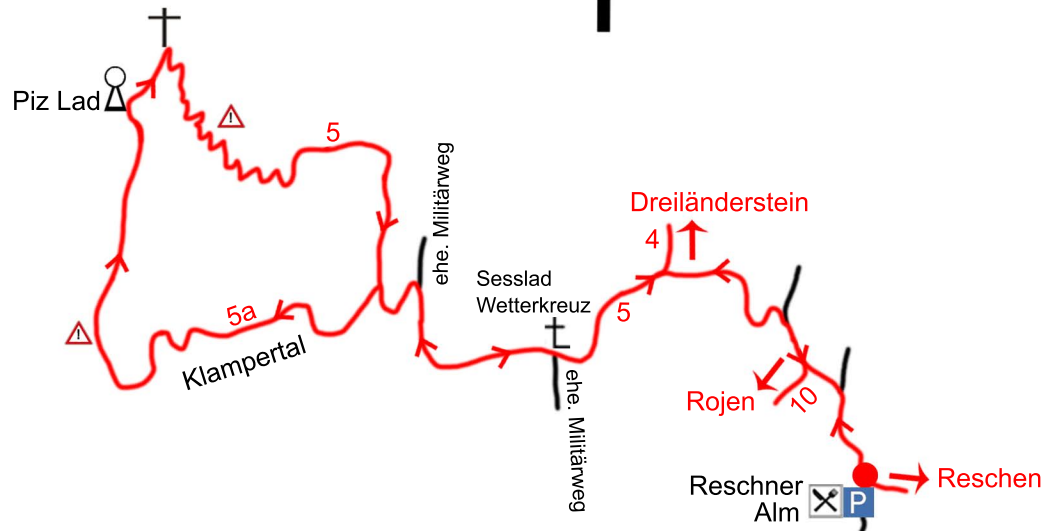 Piz Lad
!
5
ehe. Militärweg
Dreiländerstein
4
Sesslad
Wetterkreuz
5
5a
Klampertal
!
ehe. Militärweg
Rojen
10
Reschen
Reschner
Alm
P